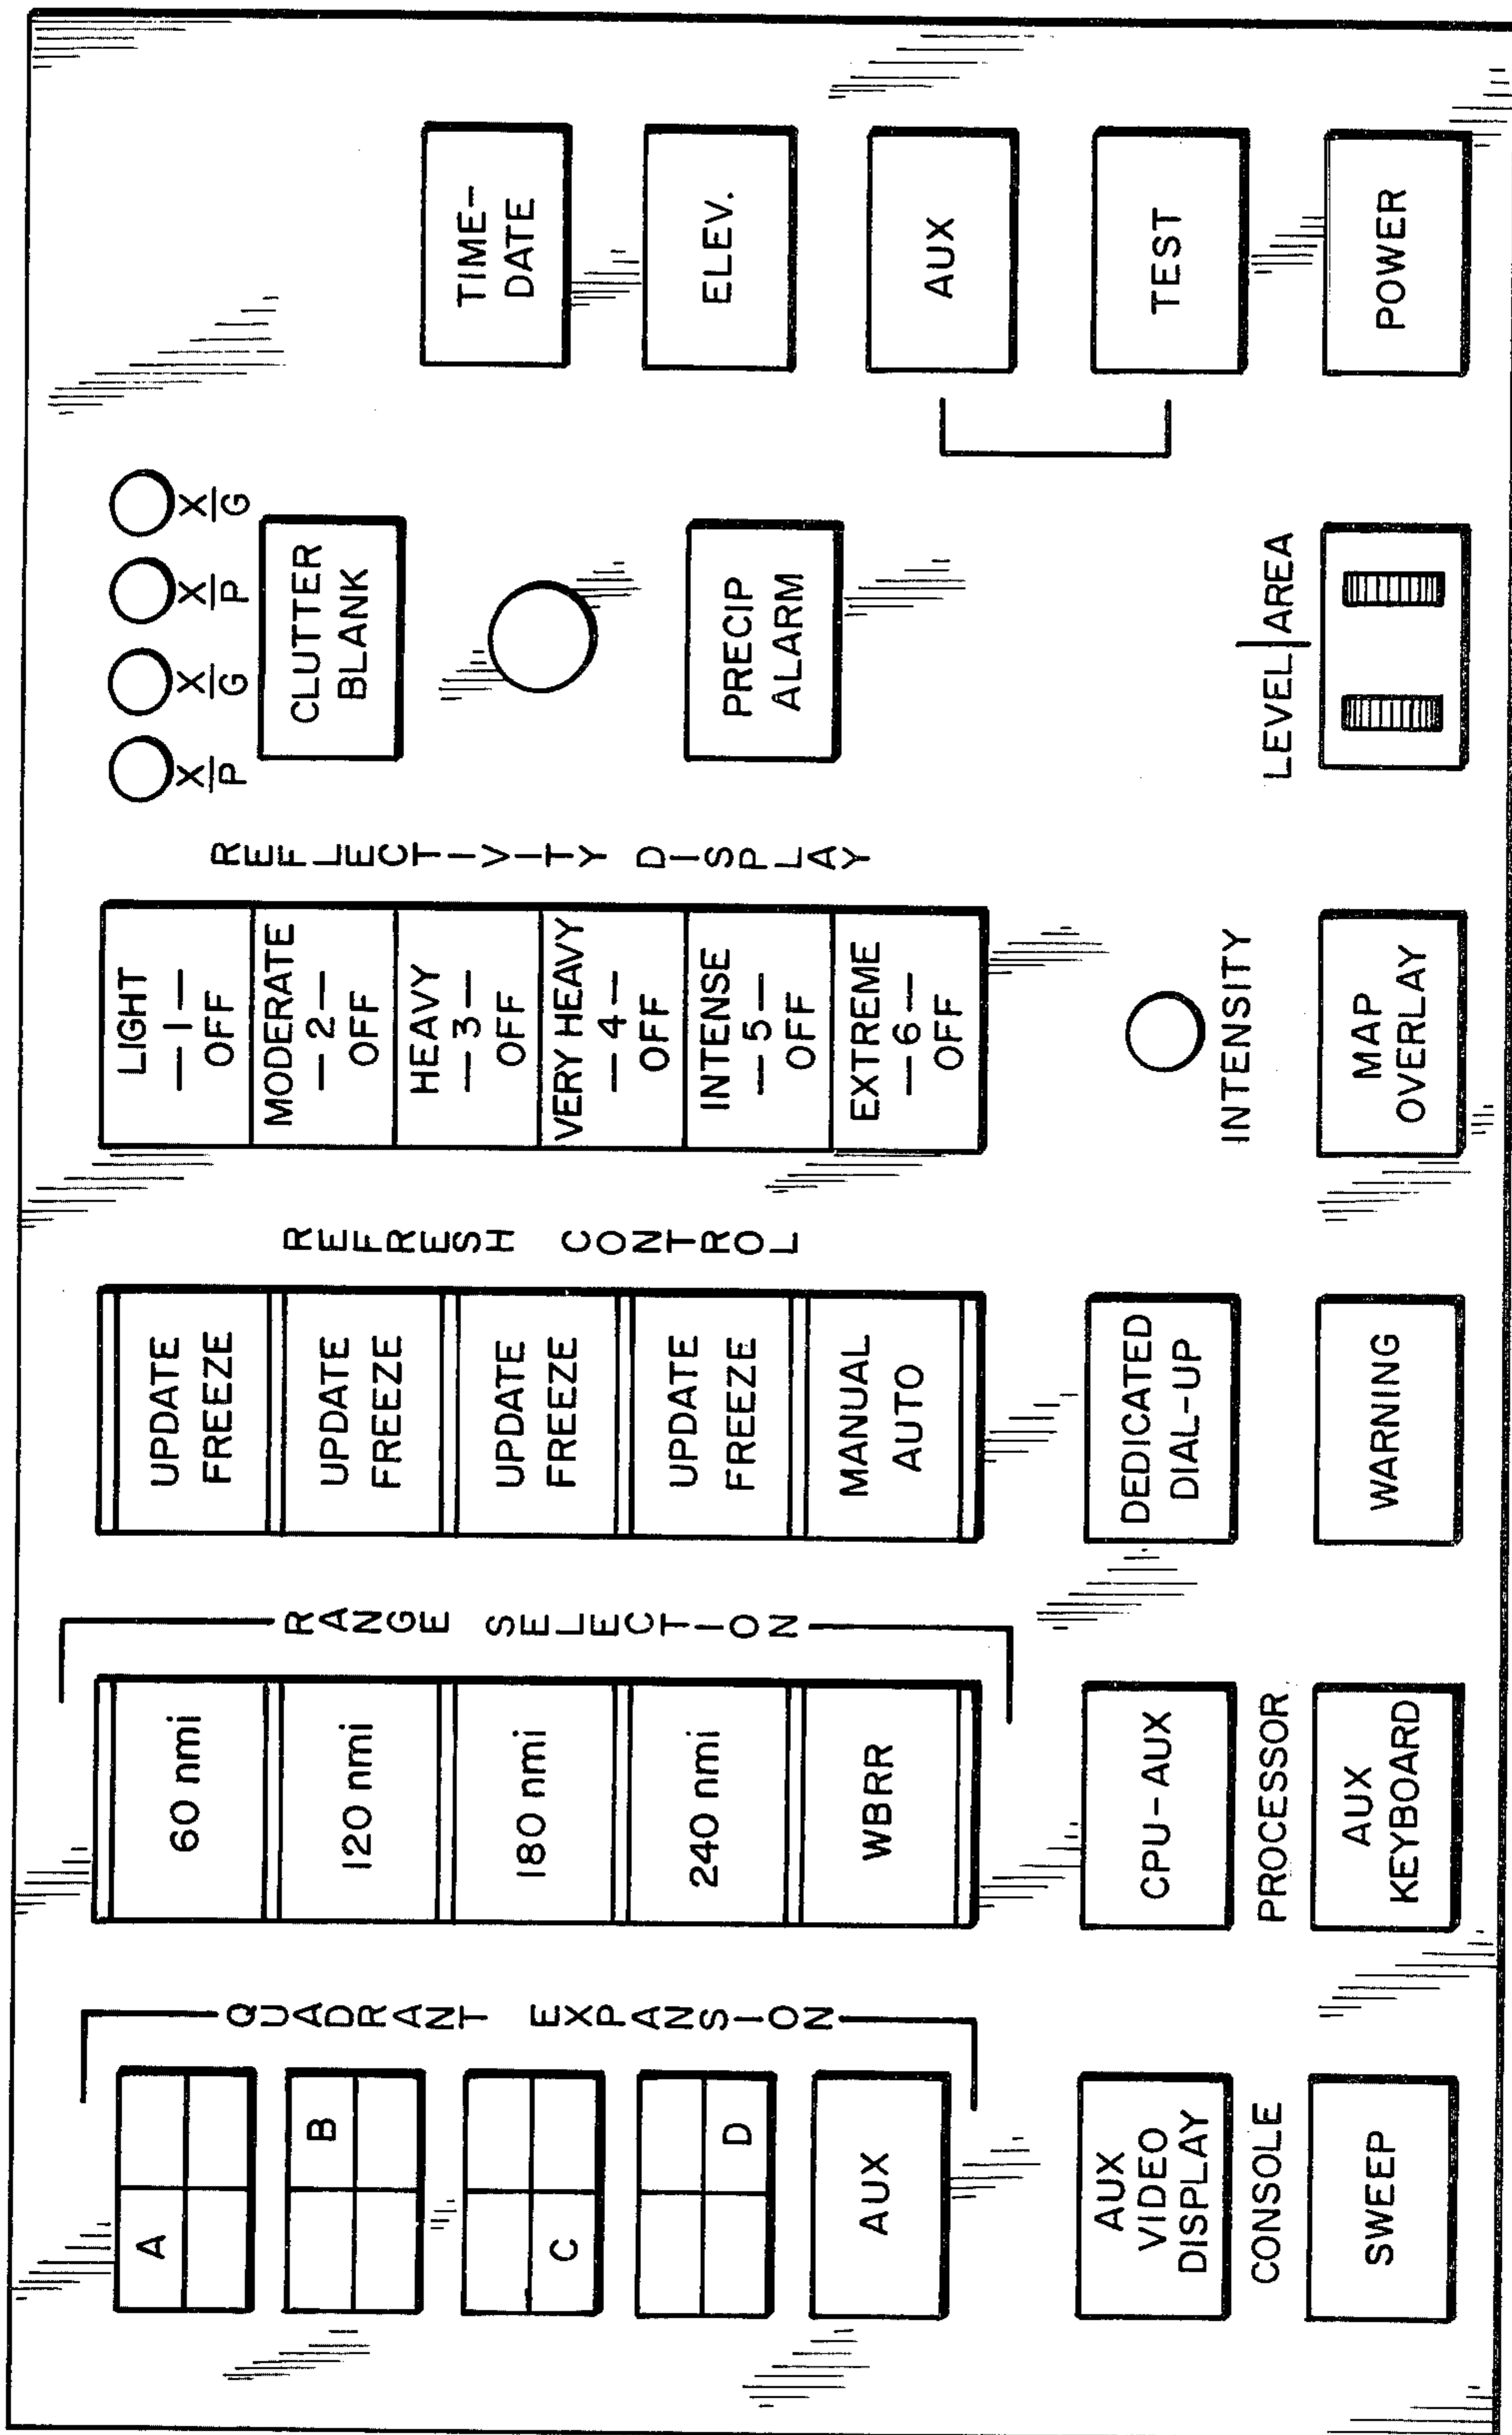 QUADRANT EXPANSION
A
B
C
D
AUX
AUX
VIDEO
DISPLAY
CONSOLE
SWEEP
RANGE SELECTION
60 nmi
120 nmi
180 nmi
240 nmi
WBRR
CPU-AUX
PROCESSOR
AUX
KEYBOARD
REFRESH CONTROL
UPDATE
FREEZE
UPDATE
FREEZE
UPDATE
FREEZE
UPDATE
FREEZE
MANUAL
AUTO
DEDICATED
DIAL-UP
WARNING
REFLECTIVITY DISPLAY
LIGHT
—1—
OFF
MODERATE
—2—
OFF
HEAVY
—3—
OFF
VERY HEAVY
—4—
OFF
INTENSE
—5—
OFF
EXTREME
—6—
OFF
INTENSITY
MAP
OVERLAY
X X X X
P G P G
CLUTTER
BLANK
PRECIP
ALARM
LEVEL AREA
TIME-
DATE
ELEV.
AUX
TEST
POWER